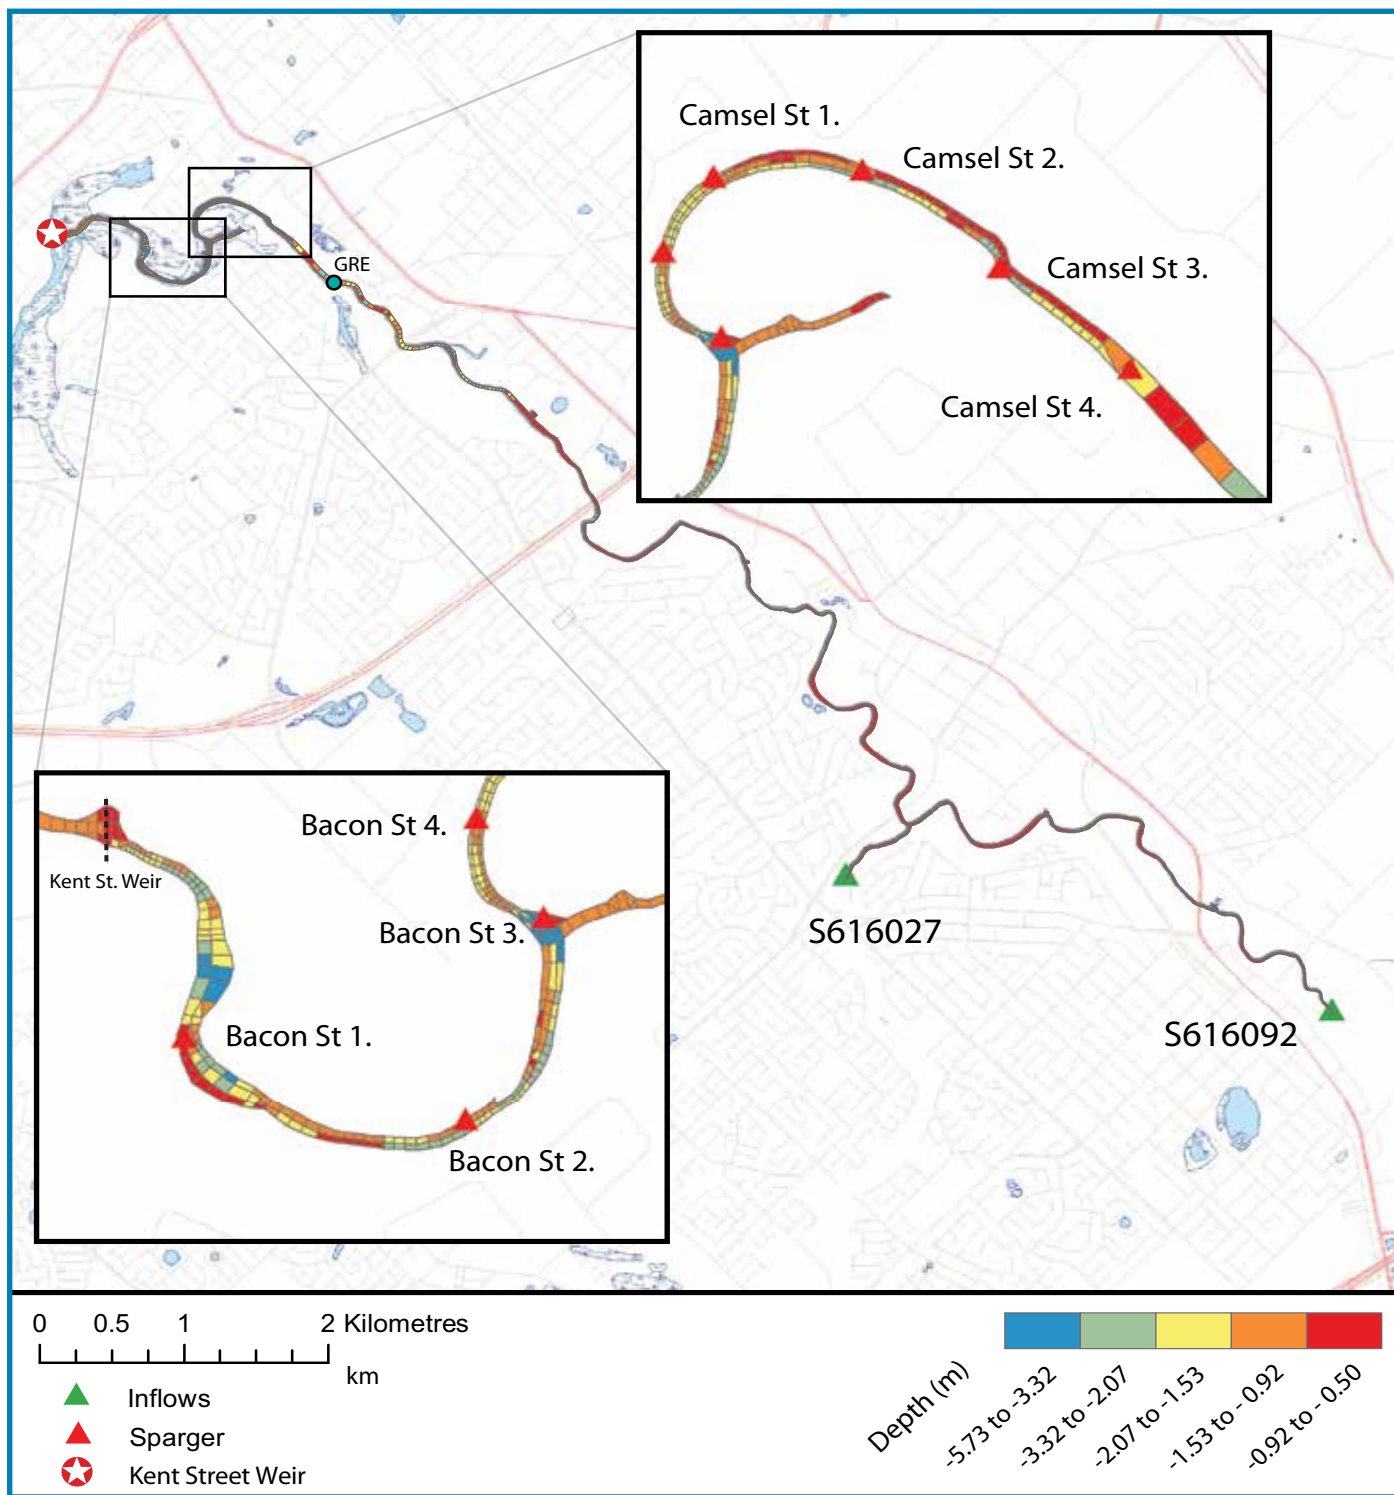 Camsel St 1.
Camsel St 2.
Camsel St 3.
Camsel St 4.
GRE
Bacon St 4.
Kent St. Weir
Bacon St 3.
Bacon St 1.
Bacon St 2.
S616027
S616092
0 0.5 1 2 Kilometres
km
Inflows
Sparger
Kent Street Weir
Depth (m)
-5.73 to -3.32
-3.32 to -2.07
-2.07 to -1.53
-1.53 to - 0.92
-0.92 to - 0.50